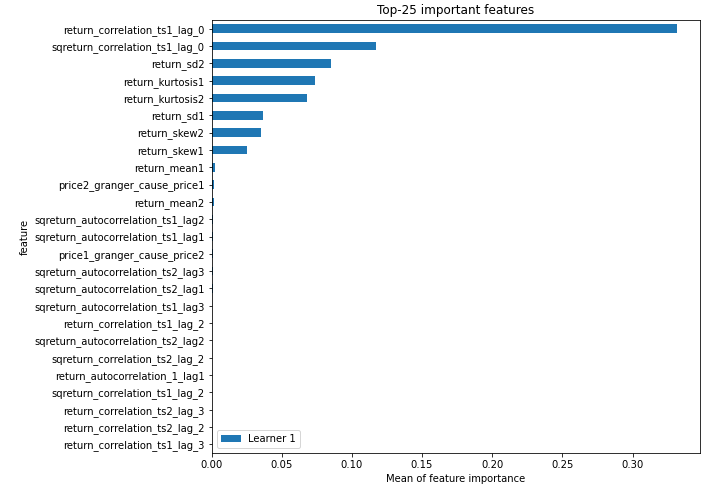 Top-25 important features
return_correlation_ts1_lag_0
sqreturn_correlation_ts1_lag_0
return_sd2
return_kurtosis1
return_kurtosis2
return_sd1
return_skew2
return_skew1
return_mean1
price2_granger_cause_price1
return_mean2
sqreturn_autocorrelation_ts1_lag2
sqreturn_autocorrelation_ts1_lag1
price1_granger_cause_price2
sqreturn_autocorrelation_ts2_lag3
sqreturn_autocorrelation_ts2_lag1
sqreturn_autocorrelation_ts1_lag3
return_correlation_ts1_lag_2
sqreturn_autocorrelation_ts2_lag2
sqreturn_correlation_ts2_lag_2
return_autocorrelation_1_lag1
sqreturn_correlation_ts1_lag_2
return_correlation_ts2_lag_3
return_correlation_ts2_lag_2
return_correlation_ts1_lag_3
feature
Learner 1
0.00 0.05 0.10 0.15 0.20 0.25 0.30
Mean of feature importance